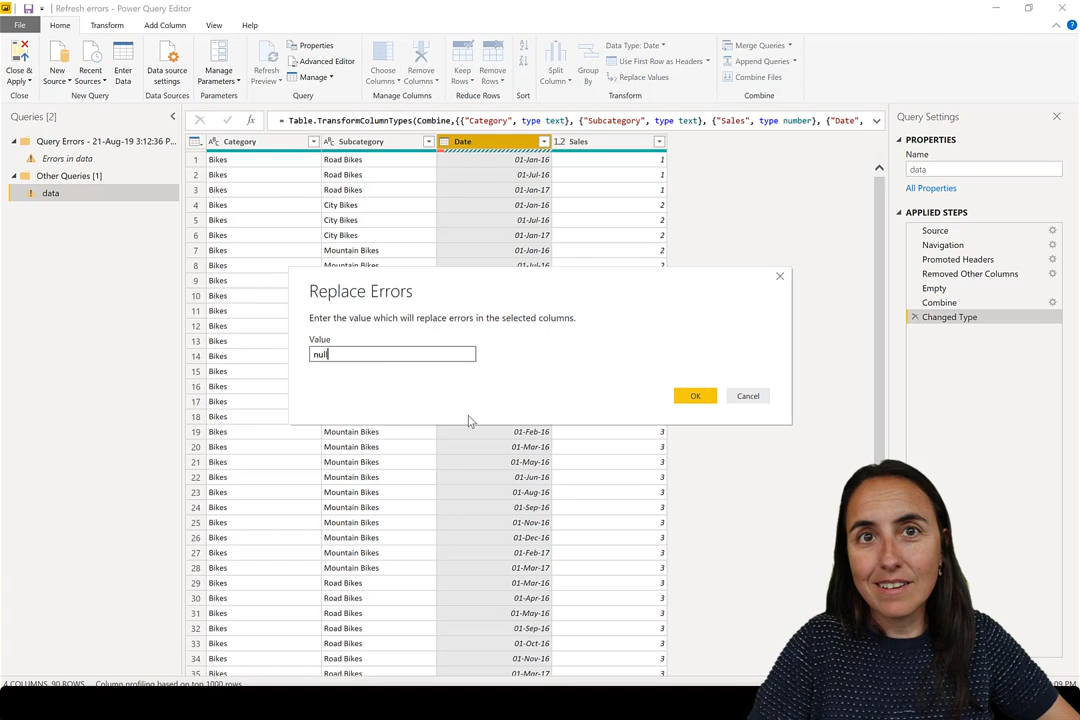 Refresh errors - Power Query Editor
File Home Transform Add Column View Help
Close & Apply
New Source
Recent Sources
Enter Data
Data source settings
Manage Parameters
Refresh Preview
Properties
Advanced Editor
Manage
Choose Columns
Remove Columns
Keep Rows
Remove Rows
Split Column
Group By
Data Type: Date
Use First Row as Headers
Replace Values
Merge Queries
Append Queries
Combine Files
Close New Query Data Sources Parameters Query Manage Columns Reduce Rows Sort Transform Combine
Queries [2]
Query Errors - 21-Aug-19 3:12:36 P...
Errors in data
Other Queries [1]
data
fx = Table.TransformColumnTypes(Combine,{{"Category", type text}, {"Subcategory", type text}, {"Sales", type number}, {"Date",
Category Subcategory Date 1.2 Sales
1 Bikes Road Bikes 01-Jan-16 1
2 Bikes Road Bikes 01-Jul-16 1
3 Bikes Road Bikes 01-Jan-17 1
4 Bikes City Bikes 01-Jan-16 2
5 Bikes City Bikes 01-Jul-16 2
6 Bikes City Bikes 01-Jan-17 2
7 Bikes Mountain Bikes 01-Jan-16 2
8 Bikes Mountain Bikes 01-Jul-16 2
9 Bikes
10 Bikes
11 Bikes
12 Bikes
13 Bikes
14 Bikes
15 Bikes
16 Bikes
17 Bikes
18 Bikes
19 Bikes Mountain Bikes 01-Feb-16 3
20 Bikes Mountain Bikes 01-Mar-16 3
21 Bikes Mountain Bikes 01-May-16 3
22 Bikes Mountain Bikes 01-Jun-16 3
23 Bikes Mountain Bikes 01-Aug-16 3
24 Bikes Mountain Bikes 01-Sep-16 3
25 Bikes Mountain Bikes 01-Nov-16 3
26 Bikes Mountain Bikes 01-Dec-16 3
27 Bikes Mountain Bikes 01-Feb-17 3
28 Bikes Mountain Bikes 01-Mar-17 3
29 Bikes Road Bikes 01-Mar-16 3
30 Bikes Road Bikes 01-Apr-16 3
31 Bikes Road Bikes 01-May-16 3
32 Bikes Road Bikes 01-Sep-16 3
33 Bikes Road Bikes 01-Oct-16 3
34 Bikes Road Bikes 01-Nov-16 3
35 Bikes Road Bikes 01-Mar-17 3
Replace Errors
Enter the value which will replace errors in the selected columns.
Value
null
OK Cancel
Query Settings
PROPERTIES
Name
data
All Properties
APPLIED STEPS
Source
Navigation
Promoted Headers
Removed Other Columns
Empty
Combine
Changed Type
4 COLUMNS, 90 ROWS Column profiling based on top 1000 rows